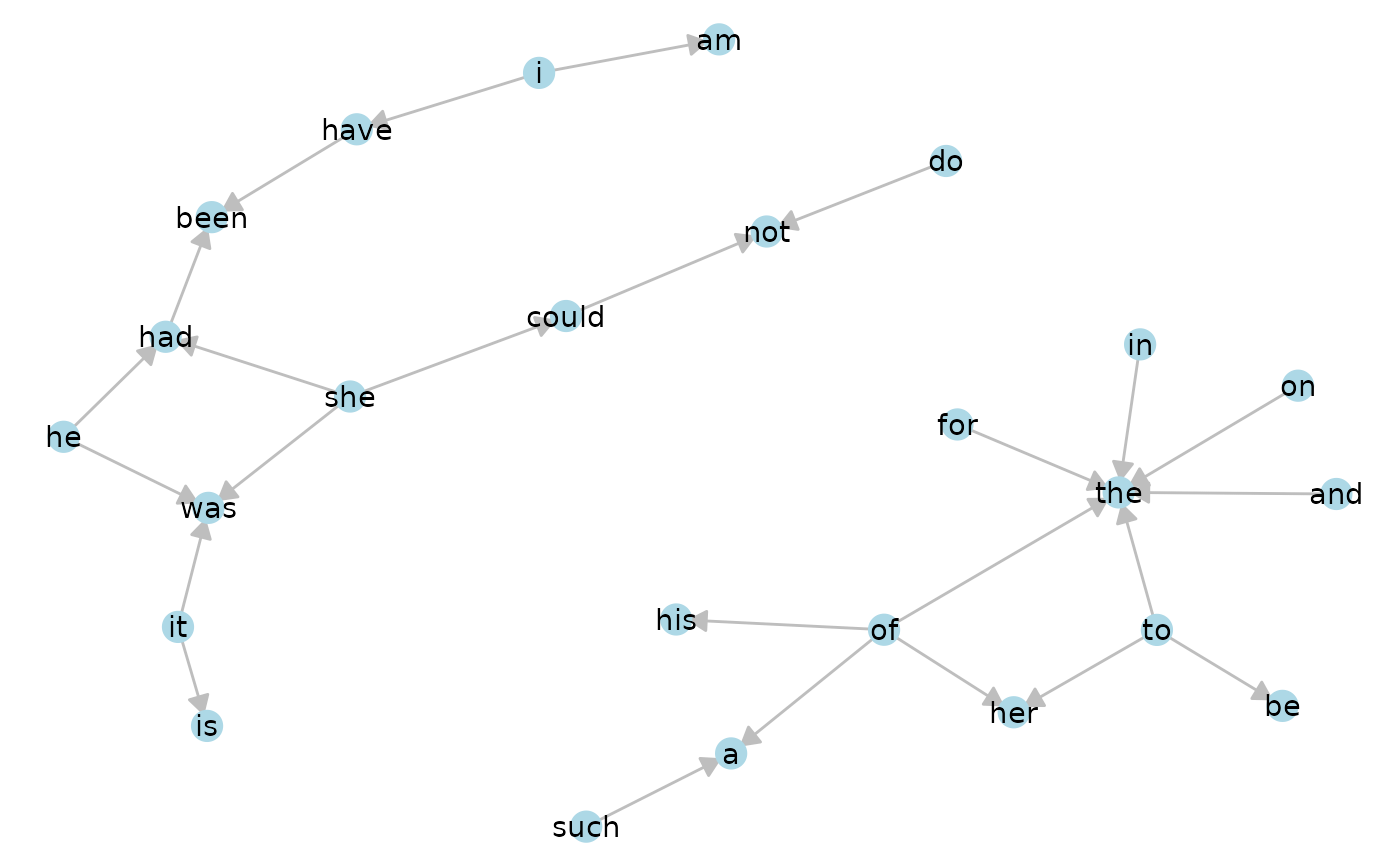 am
i
have
do
been
not
could
had
in
on
she
for
he
the
and
was
his
it
of
to
her
be
is
a
such